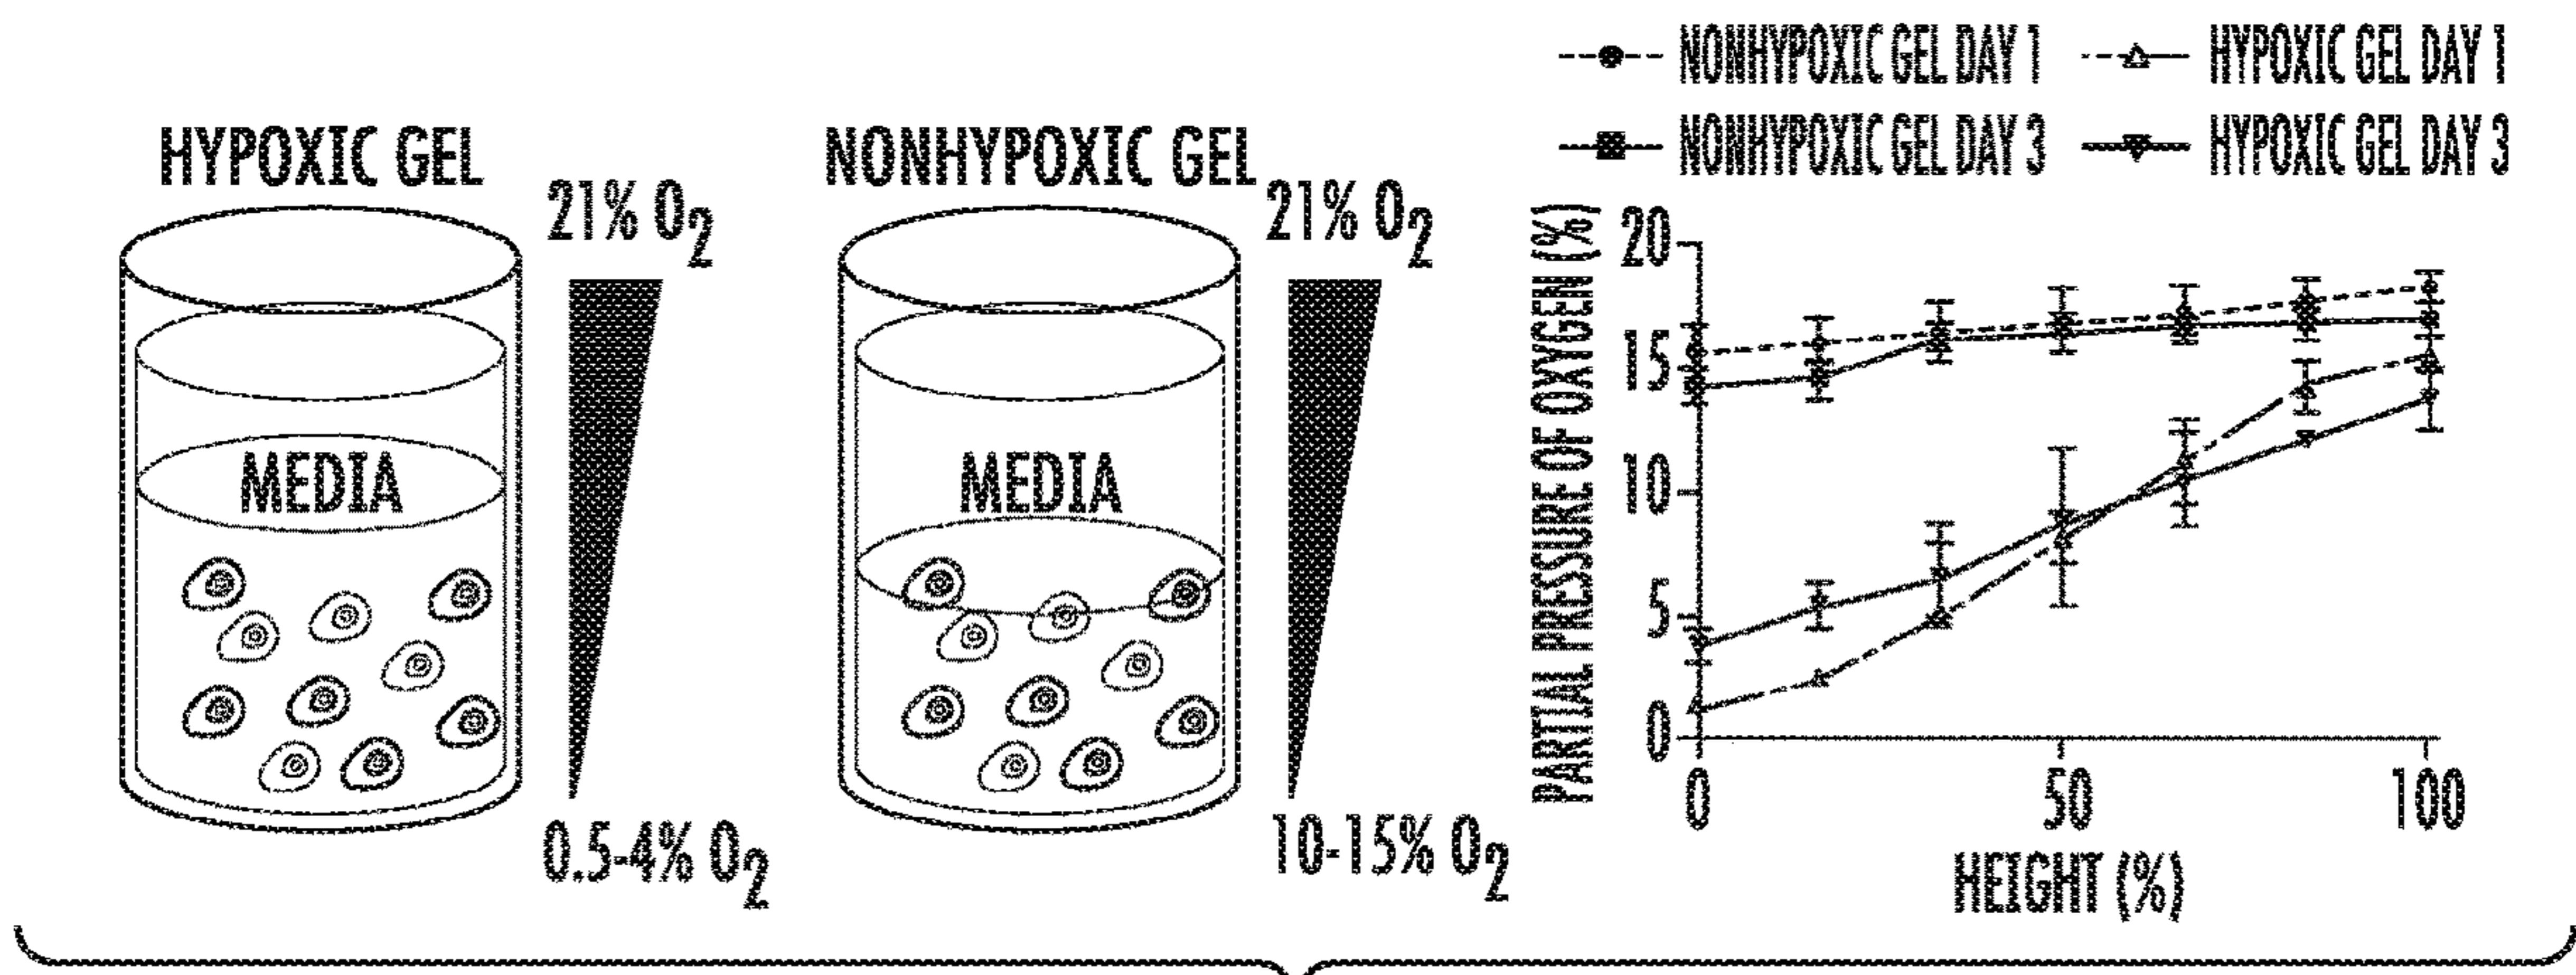 HYPOXIC GEL
21% O2
MEDIA
0.5-4% O2
NONHYPOXIC GEL
21% O2
MEDIA
10-15% O2
NONHYPOXIC GEL DAY 1
HYPOXIC GEL DAY 1
NONHYPOXIC GEL DAY 3
HYPOXIC GEL DAY 3
PARTIAL PRESSURE OF OXYGEN (%)
20
15
10
5
0
0 50 100
HEIGHT (%)